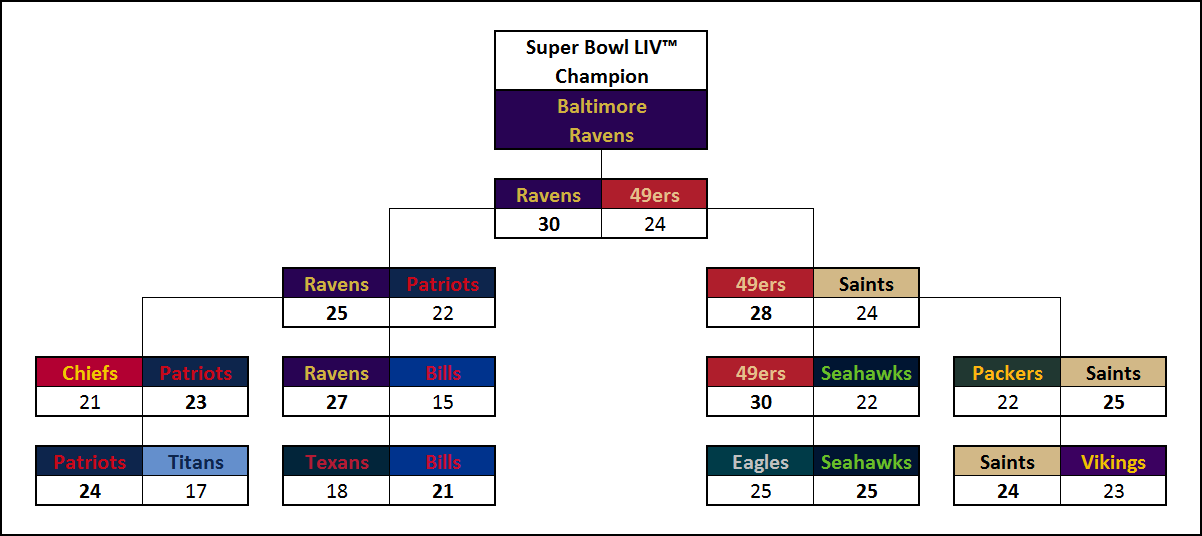 Super Bowl LIV™
Champion
Baltimore
Ravens
Ravens 49ers
30 24
Ravens Patriots 49ers Saints
25 22 28 24
Chiefs Patriots Ravens Bills 49ers Seahawks Packers Saints
21 23 27 15 30 22 22 25
Patriots Titans Texans Bills Eagles Seahawks Saints Vikings
24 17 18 21 25 25 24 23